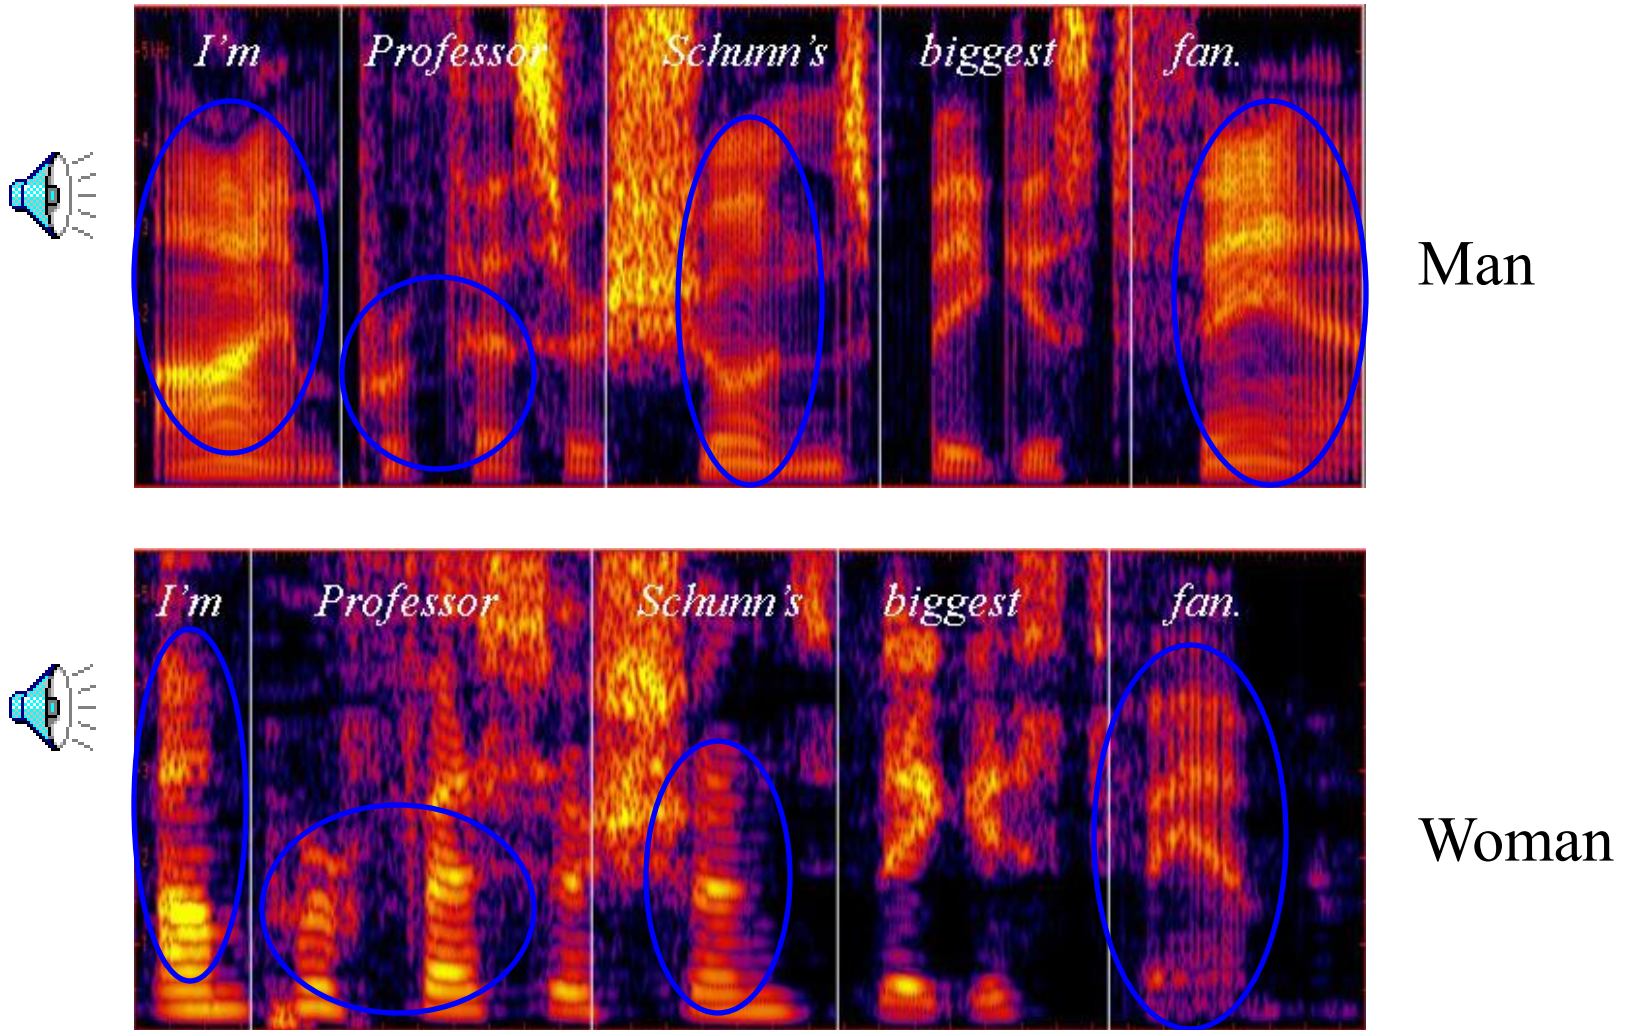 I'm Professor Schunn's biggest fan.
Man
I'm Professor Schunn's biggest fan.
Woman